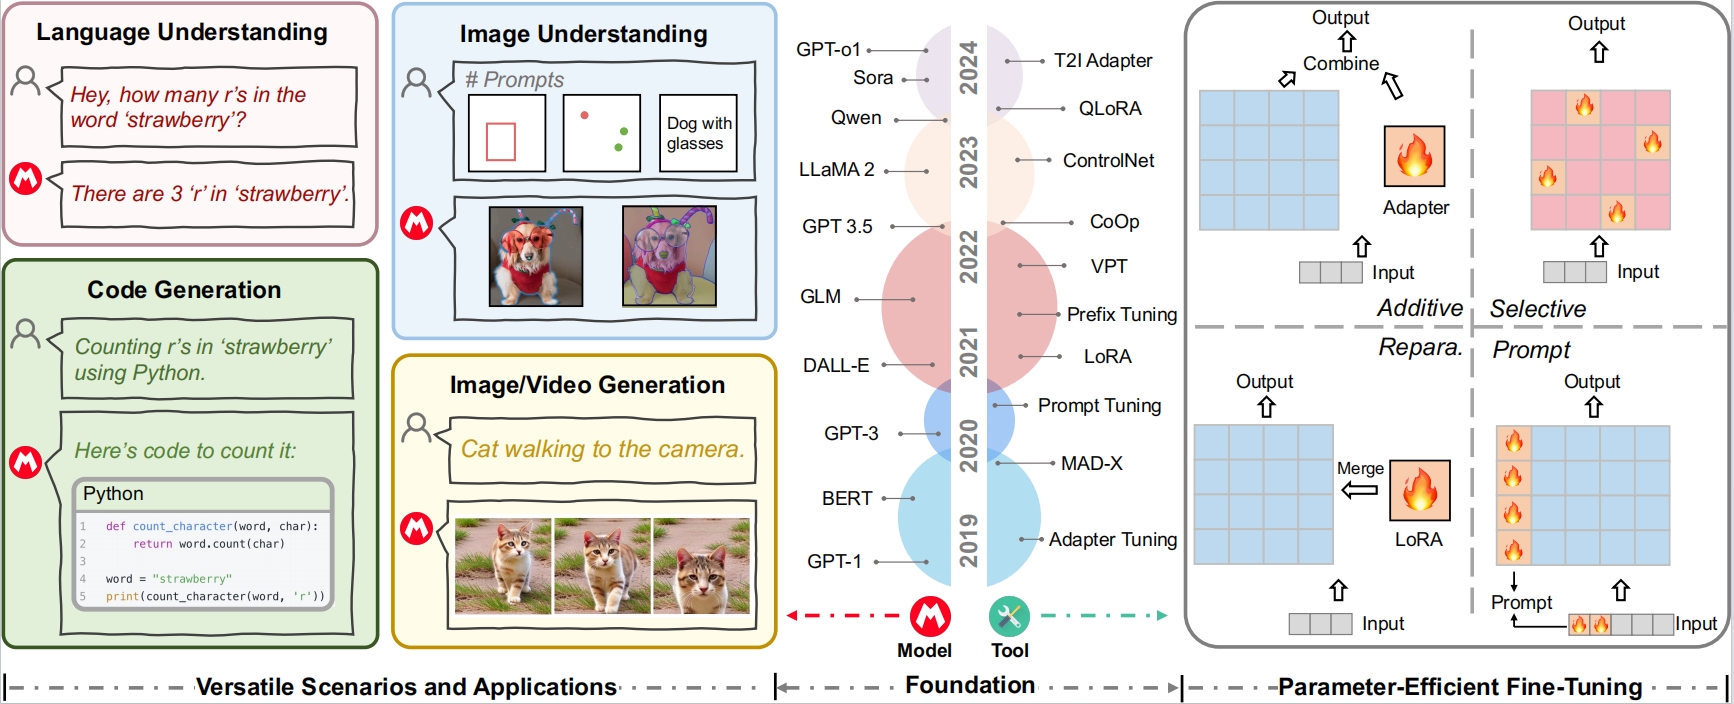 Language Understanding
Hey, how many r's in the
word 'strawberry'?
There are 3 'r' in 'strawberry'.
Code Generation
Counting r's in 'strawberry'
using Python.
Here's code to count it:
Python
1 def count_character(word, char):
2 return word.count(char)
3
4 word = "strawberry"
5 print(count_character(word, 'r'))
Image Understanding
# Prompts
Dog with
glasses
Image/Video Generation
Cat walking to the camera.
Versatile Scenarios and Applications
GPT-o1
Sora
Qwen
LLaMA 2
GPT 3.5
GLM
DALL-E
GPT-3
BERT
GPT-1
2024
2023
2022
2021
2020
2019
T2I Adapter
QLoRA
ControlNet
CoOp
VPT
Prefix Tuning
LoRA
Prompt Tuning
MAD-X
Adapter Tuning
Model
Tool
Foundation
Output
Combine
Adapter
Input
Additive
Output
Input
Selective
Repara.
Output
Merge
LoRA
Input
Prompt
Output
Prompt
Input
Parameter-Efficient Fine-Tuning